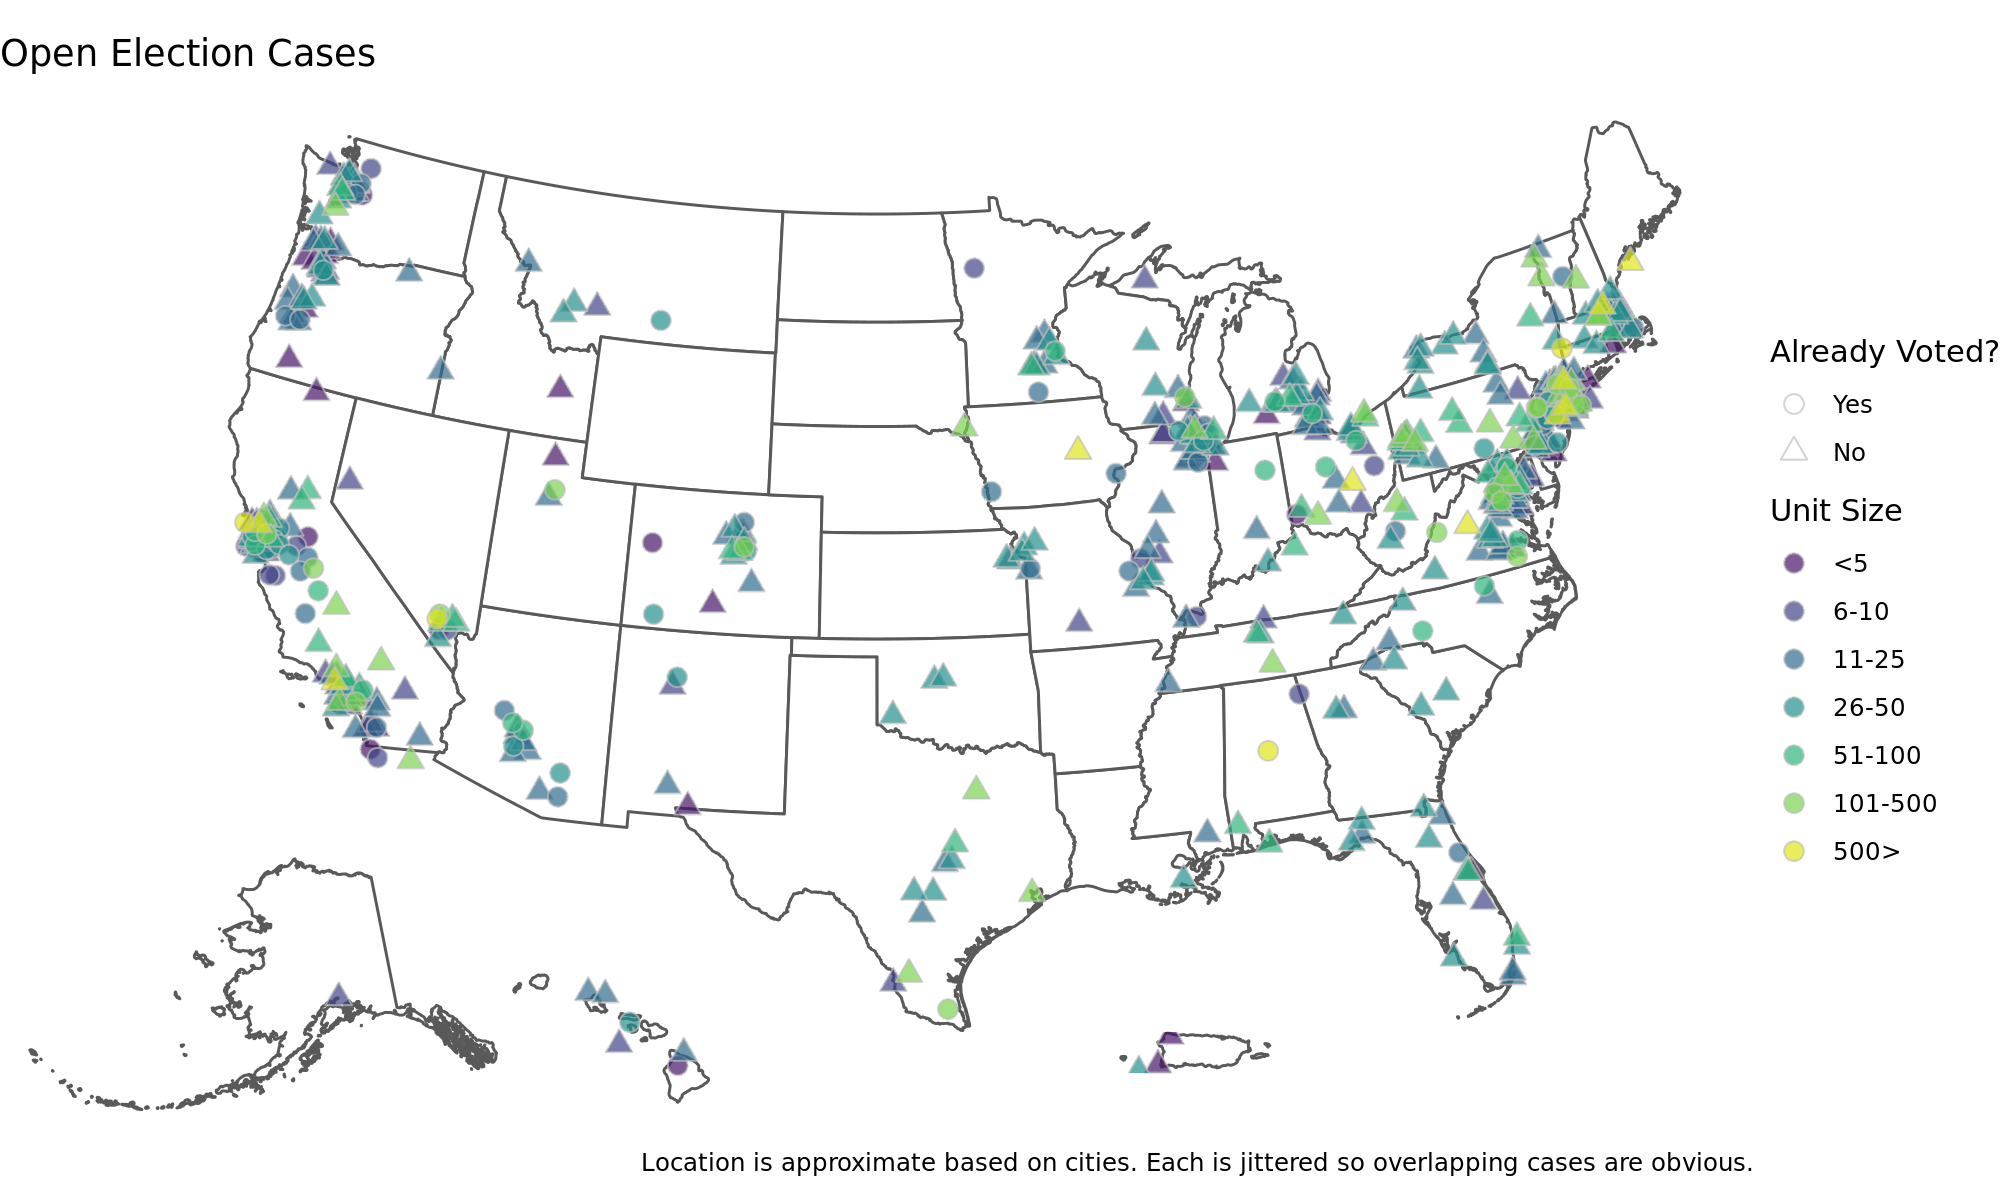 Open Election Cases
Already Voted?
Yes
No
Unit Size
<5
6-10
11-25
26-50
51-100
101-500
500>
Location is approximate based on cities. Each is jittered so overlapping cases are obvious.